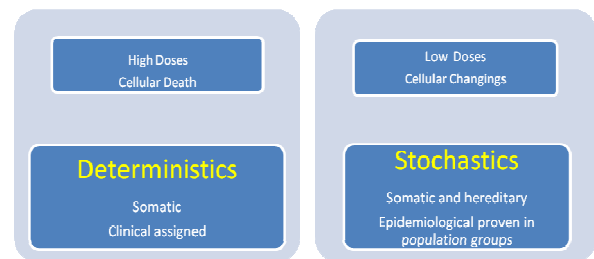 High Doses
Cellular Death
Deterministics
Somatic
Clinical assigned
Low Doses
Cellular Changings
Stochastics
Somatic and hereditary
Epidemiological proven in
population groups